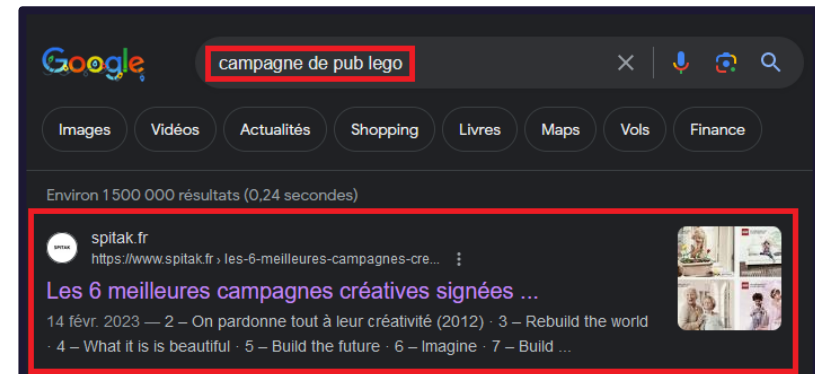 Google
campagne de pub lego
Images Vidéos Actualités Shopping Livres Maps Vols Finance
Environ 1 500 000 résultats (0,24 secondes)
SPITAK
spitak.fr
https://www.spitak.fr › les-6-meilleures-campagnes-cre...
Les 6 meilleures campagnes créatives signées ...
14 févr. 2023 — 2 – On pardonne tout à leur créativité (2012) · 3 – Rebuild the world
· 4 – What it is is beautiful · 5 – Build the future · 6 – Imagine · 7 – Build ...